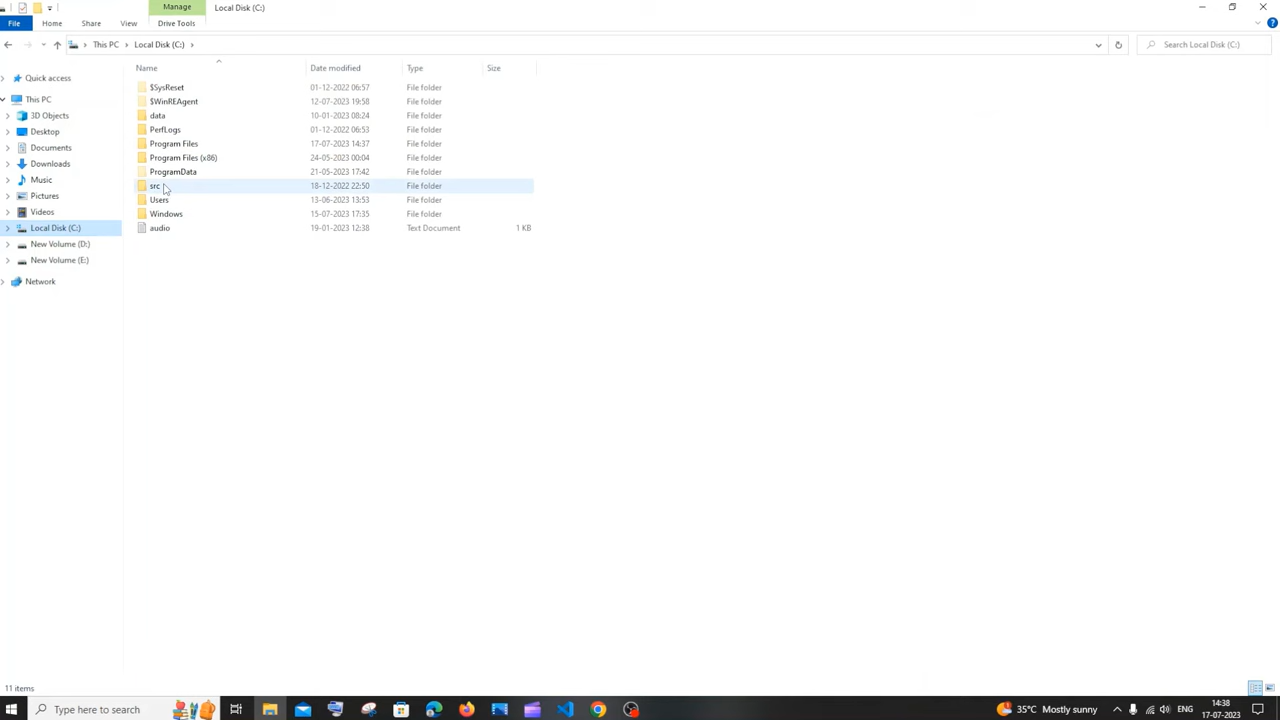 Manage
Local Disk (C:)
File
Home
Share
View
Drive Tools
This PC
Local Disk (C:)
Search Local Disk (C:)
Name
Date modified
Type
Size
Quick access
This PC
3D Objects
Desktop
Documents
Downloads
Music
Pictures
Videos
Local Disk (C:)
New Volume (D:)
New Volume (E:)
Network
$SysReset 01-12-2022 06:57 File folder
$WinREAgent 12-07-2023 19:58 File folder
data 10-01-2023 08:24 File folder
PerfLogs 01-12-2022 06:53 File folder
Program Files 17-07-2023 14:37 File folder
Program Files (x86) 24-05-2023 00:04 File folder
ProgramData 21-05-2023 17:42 File folder
src 18-12-2022 22:50 File folder
Users 13-06-2023 13:53 File folder
Windows 15-07-2023 17:35 File folder
audio 19-01-2023 12:38 Text Document 1 KB
11 items
Type here to search
35°C Mostly sunny
ENG
14:38
17-07-2023